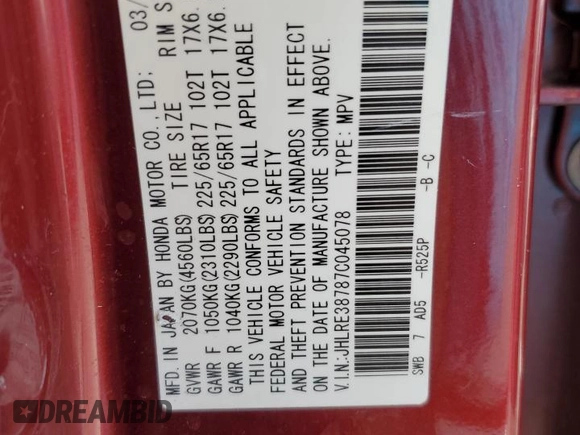 MFD. IN JAPAN BY HONDA MOTOR CO., LTD; 03/
GVWR 2070KG(4560LBS) TIRE SIZE RIM S
GAWR F 1050KG(2310LBS) 225/65R17 102T 17X6.
GAWR R 1040KG(2290LBS) 225/65R17 102T 17X6.
THIS VEHICLE CONFORMS TO ALL APPLICABLE
FEDERAL MOTOR VEHICLE SAFETY
AND THEFT PREVENTION STANDARDS IN EFFECT
ON THE DATE OF MANUFACTURE SHOWN ABOVE.
V.I.N.:JHLRE38787C045078 TYPE: MPV
SWB 7 AD5 -R525P -B -C
DREAMBID